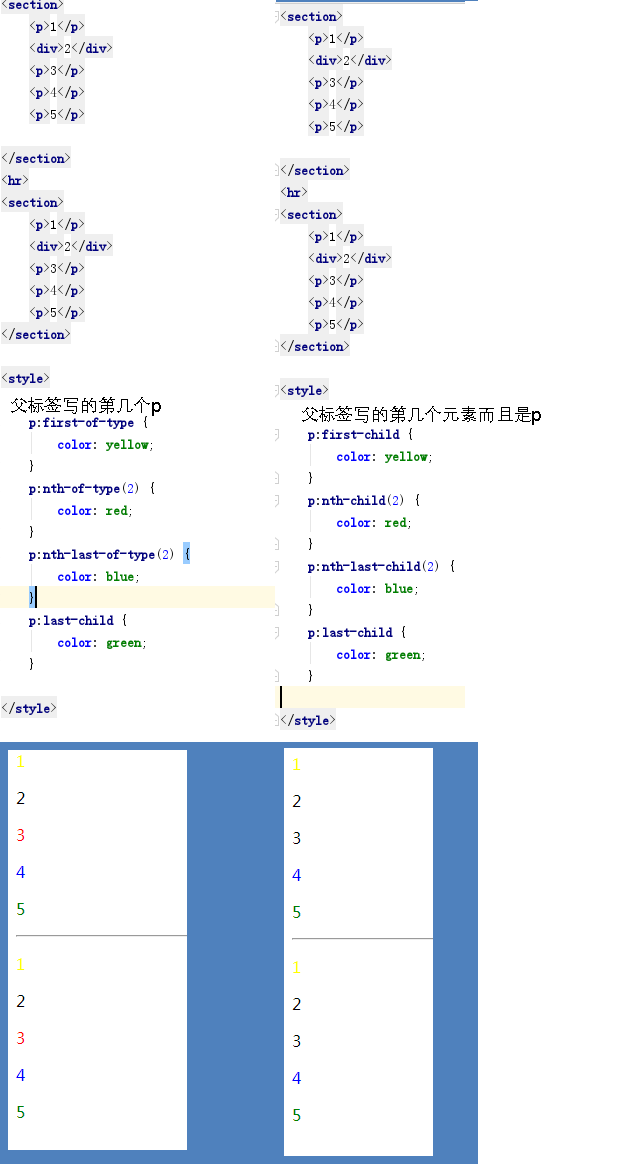 <section>
<p>1</p>
<div>2</div>
<p>3</p>
<p>4</p>
<p>5</p>
</section>
<hr>
<section>
<p>1</p>
<div>2</div>
<p>3</p>
<p>4</p>
<p>5</p>
</section>
<style>
父标签写的第几个p
p:first-of-type {
color: yellow;
}
p:nth-of-type(2) {
color: red;
}
p:nth-last-of-type(2) {
color: blue;
}
p:last-child {
color: green;
}
</style>
1
2
3
4
5
1
2
3
4
5
<section>
<p>1</p>
<div>2</div>
<p>3</p>
<p>4</p>
<p>5</p>
</section>
<hr>
<section>
<p>1</p>
<div>2</div>
<p>3</p>
<p>4</p>
<p>5</p>
</section>
<style>
父标签写的第几个元素而且是p
p:first-child {
color: yellow;
}
p:nth-child(2) {
color: red;
}
p:nth-last-child(2) {
color: blue;
}
p:last-child {
color: green;
}
</style>
1
2
3
4
5
1
2
3
4
5